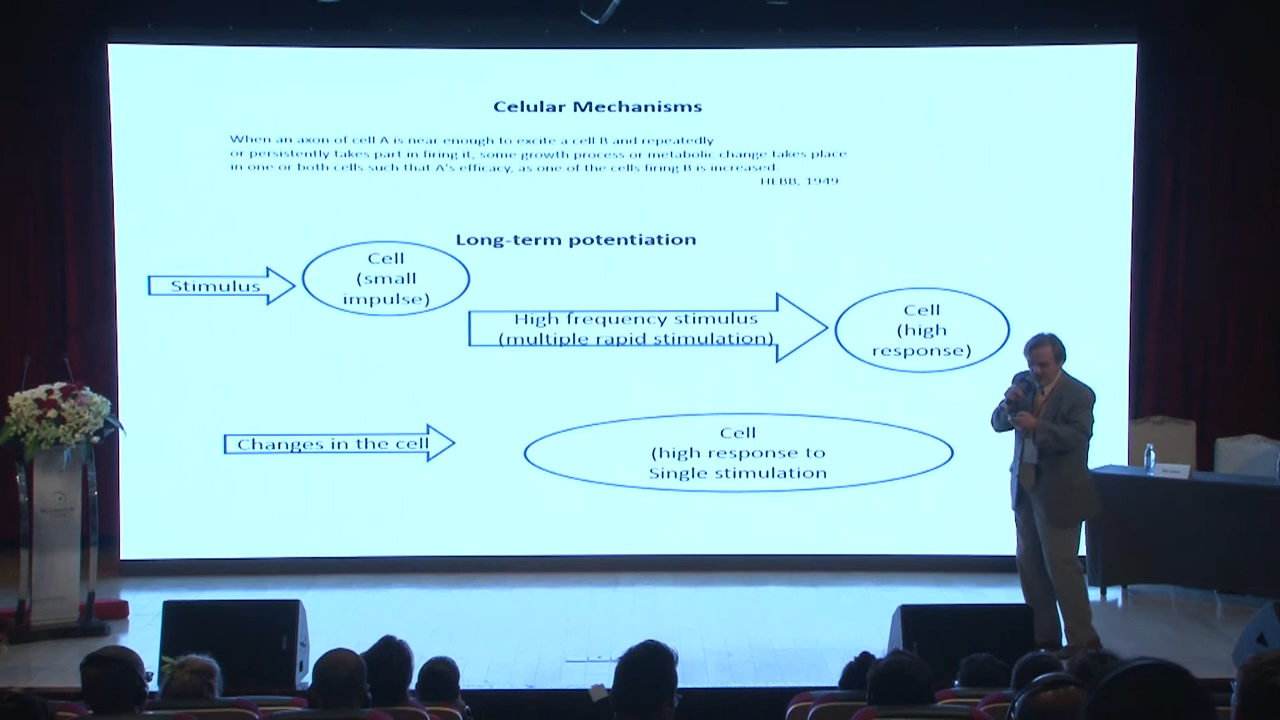 Celular Mechanisms
When an axon of cell A is near enough to excite a cell B and repeatedly
or persistently takes part in firing it, some growth process or metabolic change takes place
in one or both cells such that A's efficacy, as one of the cells firing B is increased
HEBB, 1949
Long-term potentiation
Stimulus
Cell
(small
impulse)
High frequency stimulus
(multiple rapid stimulation)
Cell
(high
response)
Changes in the cell
Cell
(high response to
Single stimulation